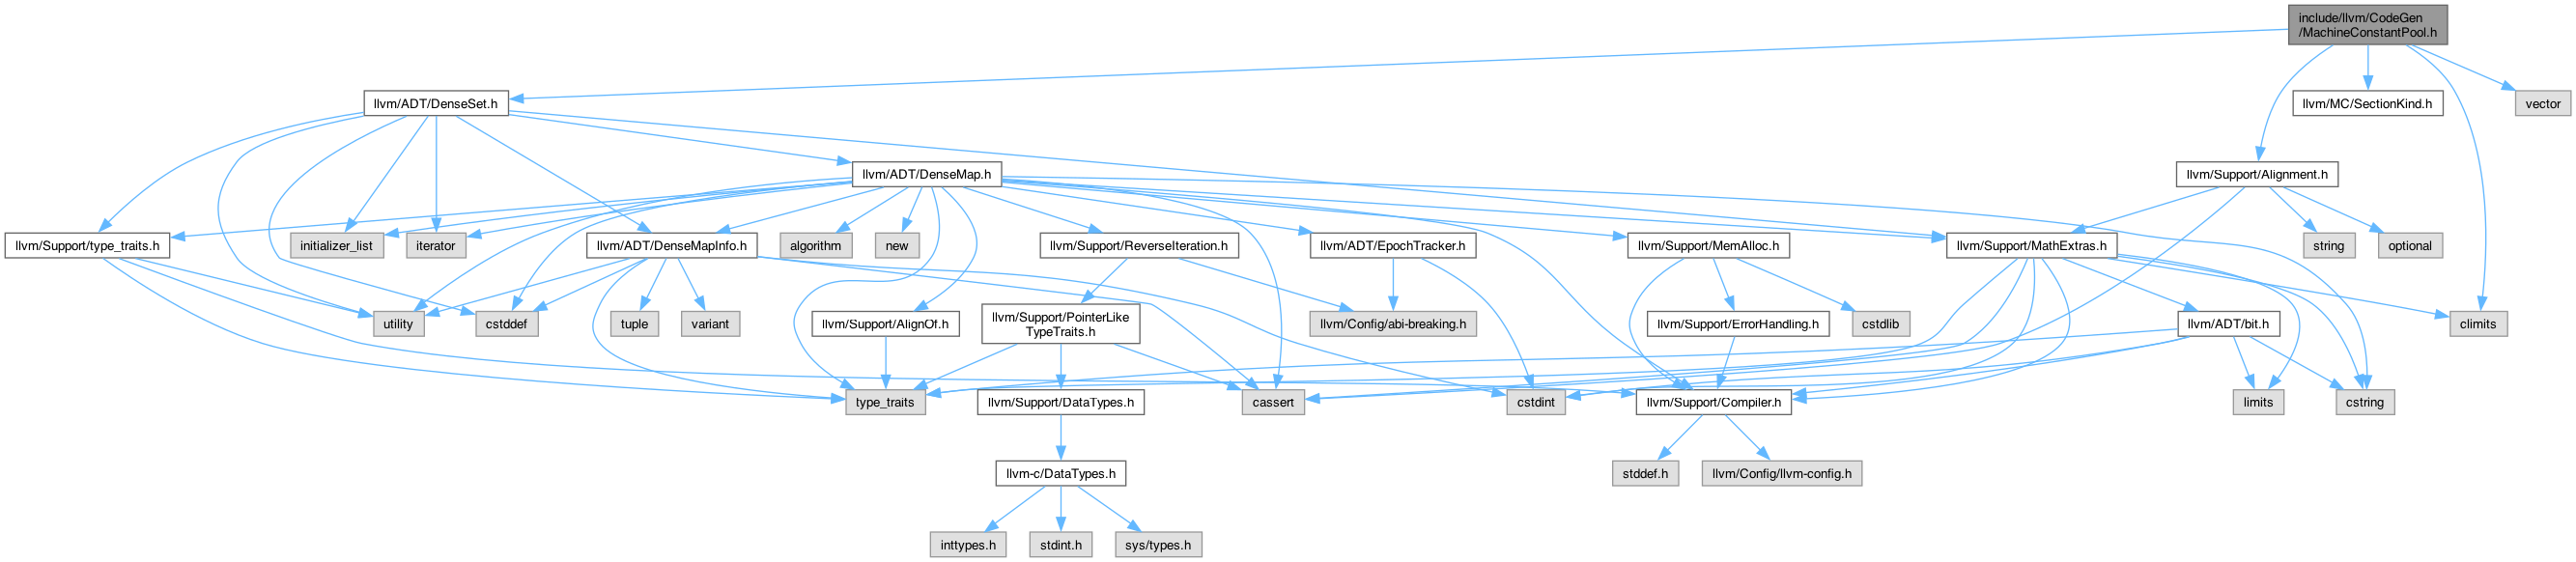 include/llvm/CodeGen
/MachineConstantPool.h
llvm/ADT/DenseSet.h
llvm/MC/SectionKind.h
vector
llvm/ADT/DenseMap.h
llvm/Support/Alignment.h
llvm/Support/type_traits.h
initializer_list
iterator
llvm/ADT/DenseMapInfo.h
algorithm
new
llvm/Support/ReverseIteration.h
llvm/ADT/EpochTracker.h
llvm/Support/MemAlloc.h
llvm/Support/MathExtras.h
string
optional
utility
cstddef
tuple
variant
llvm/Support/AlignOf.h
llvm/Support/PointerLike
TypeTraits.h
llvm/Config/abi-breaking.h
llvm/Support/ErrorHandling.h
cstdlib
llvm/ADT/bit.h
climits
type_traits
llvm/Support/DataTypes.h
cassert
cstdint
llvm/Support/Compiler.h
limits
cstring
llvm-c/DataTypes.h
stddef.h
llvm/Config/llvm-config.h
inttypes.h
stdint.h
sys/types.h